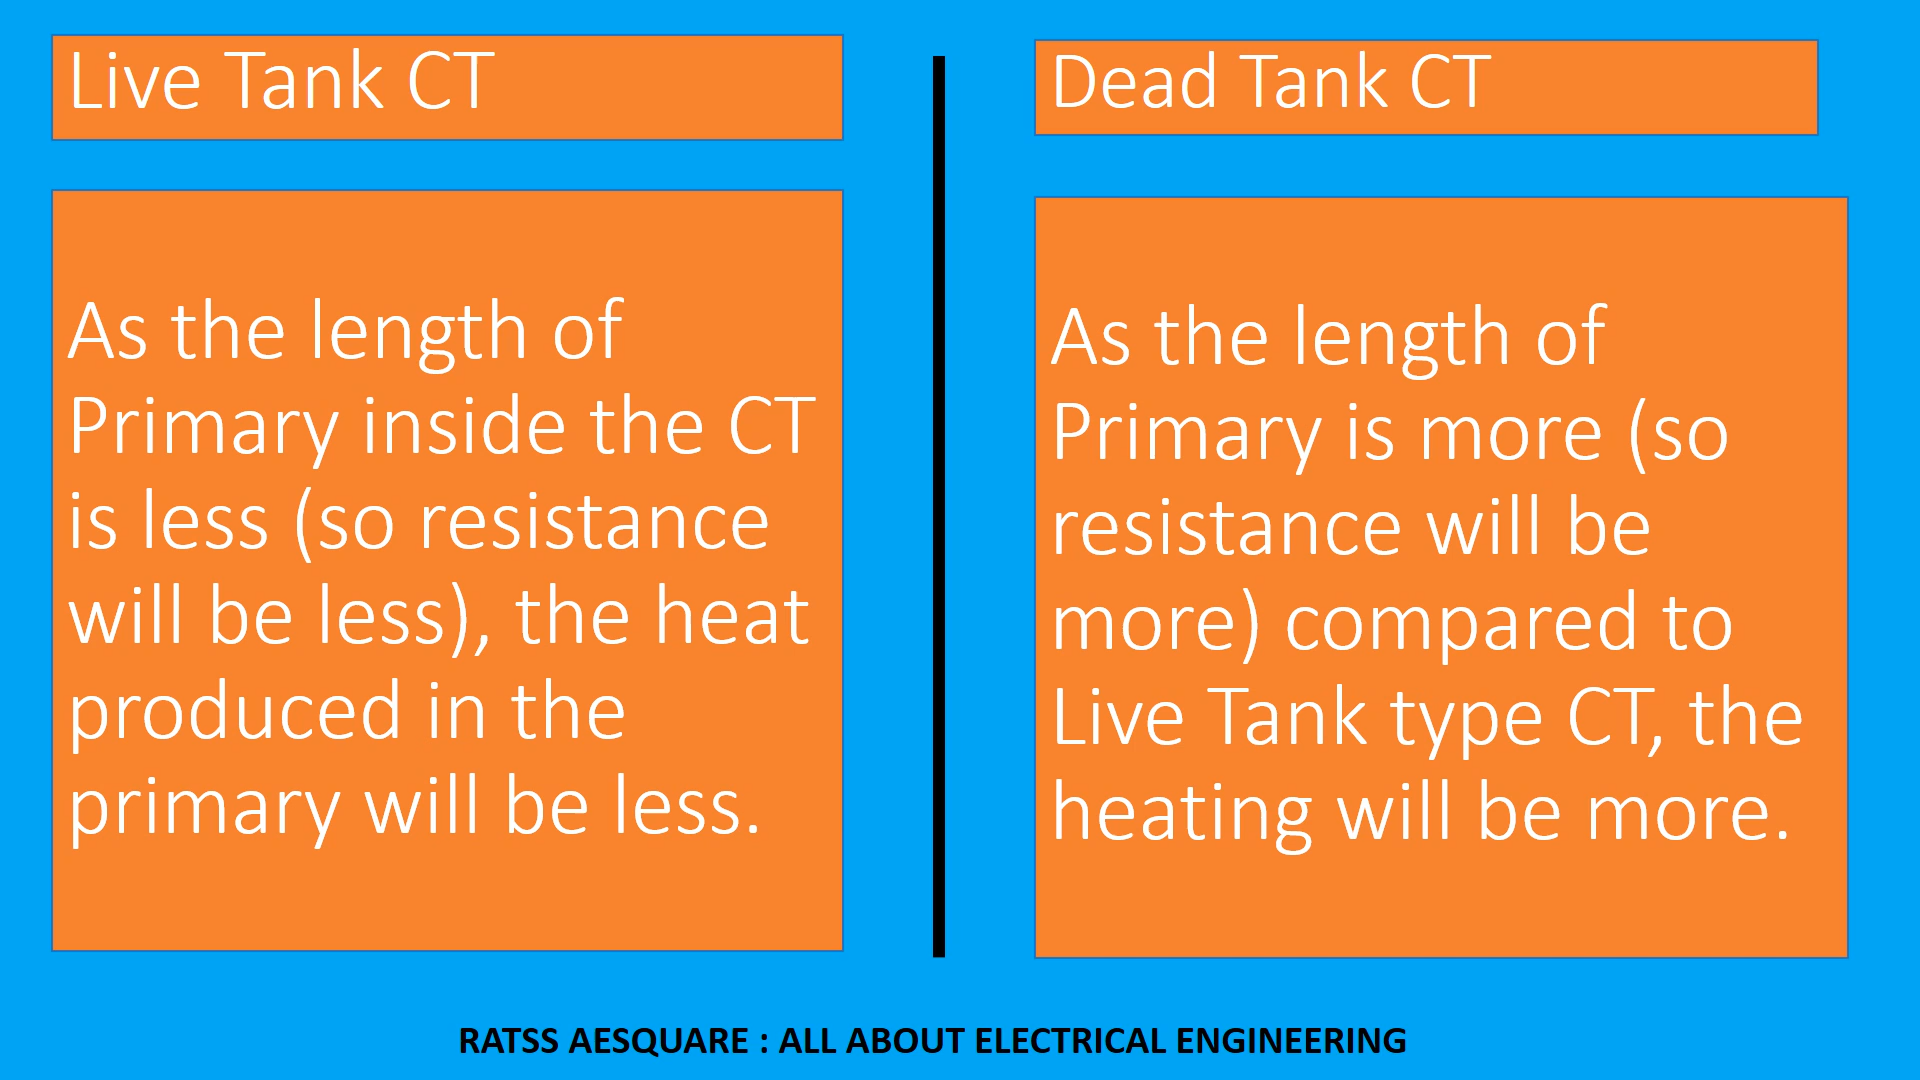 Live Tank CT
As the length of
Primary inside the CT
is less (so resistance
will be less), the heat
produced in the
primary will be less.
Dead Tank CT
As the length of
Primary is more (so
resistance will be
more) compared to
Live Tank type CT, the
heating will be more.
RATSS AESQUARE : ALL ABOUT ELECTRICAL ENGINEERING